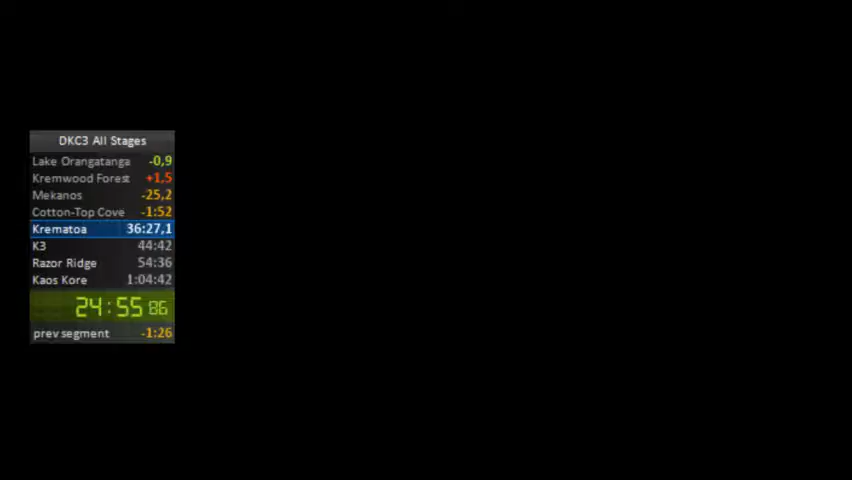 DKC3 All Stages
Lake Orangatanga -0,9
Kremwood Forest +1,5
Mekanos -25,2
Cotton-Top Cove -1:52
Krematoa 36:27,1
K3 44:42
Razor Ridge 54:36
Kaos Kore 1:04:42
24:55 86
prev segment -1:26